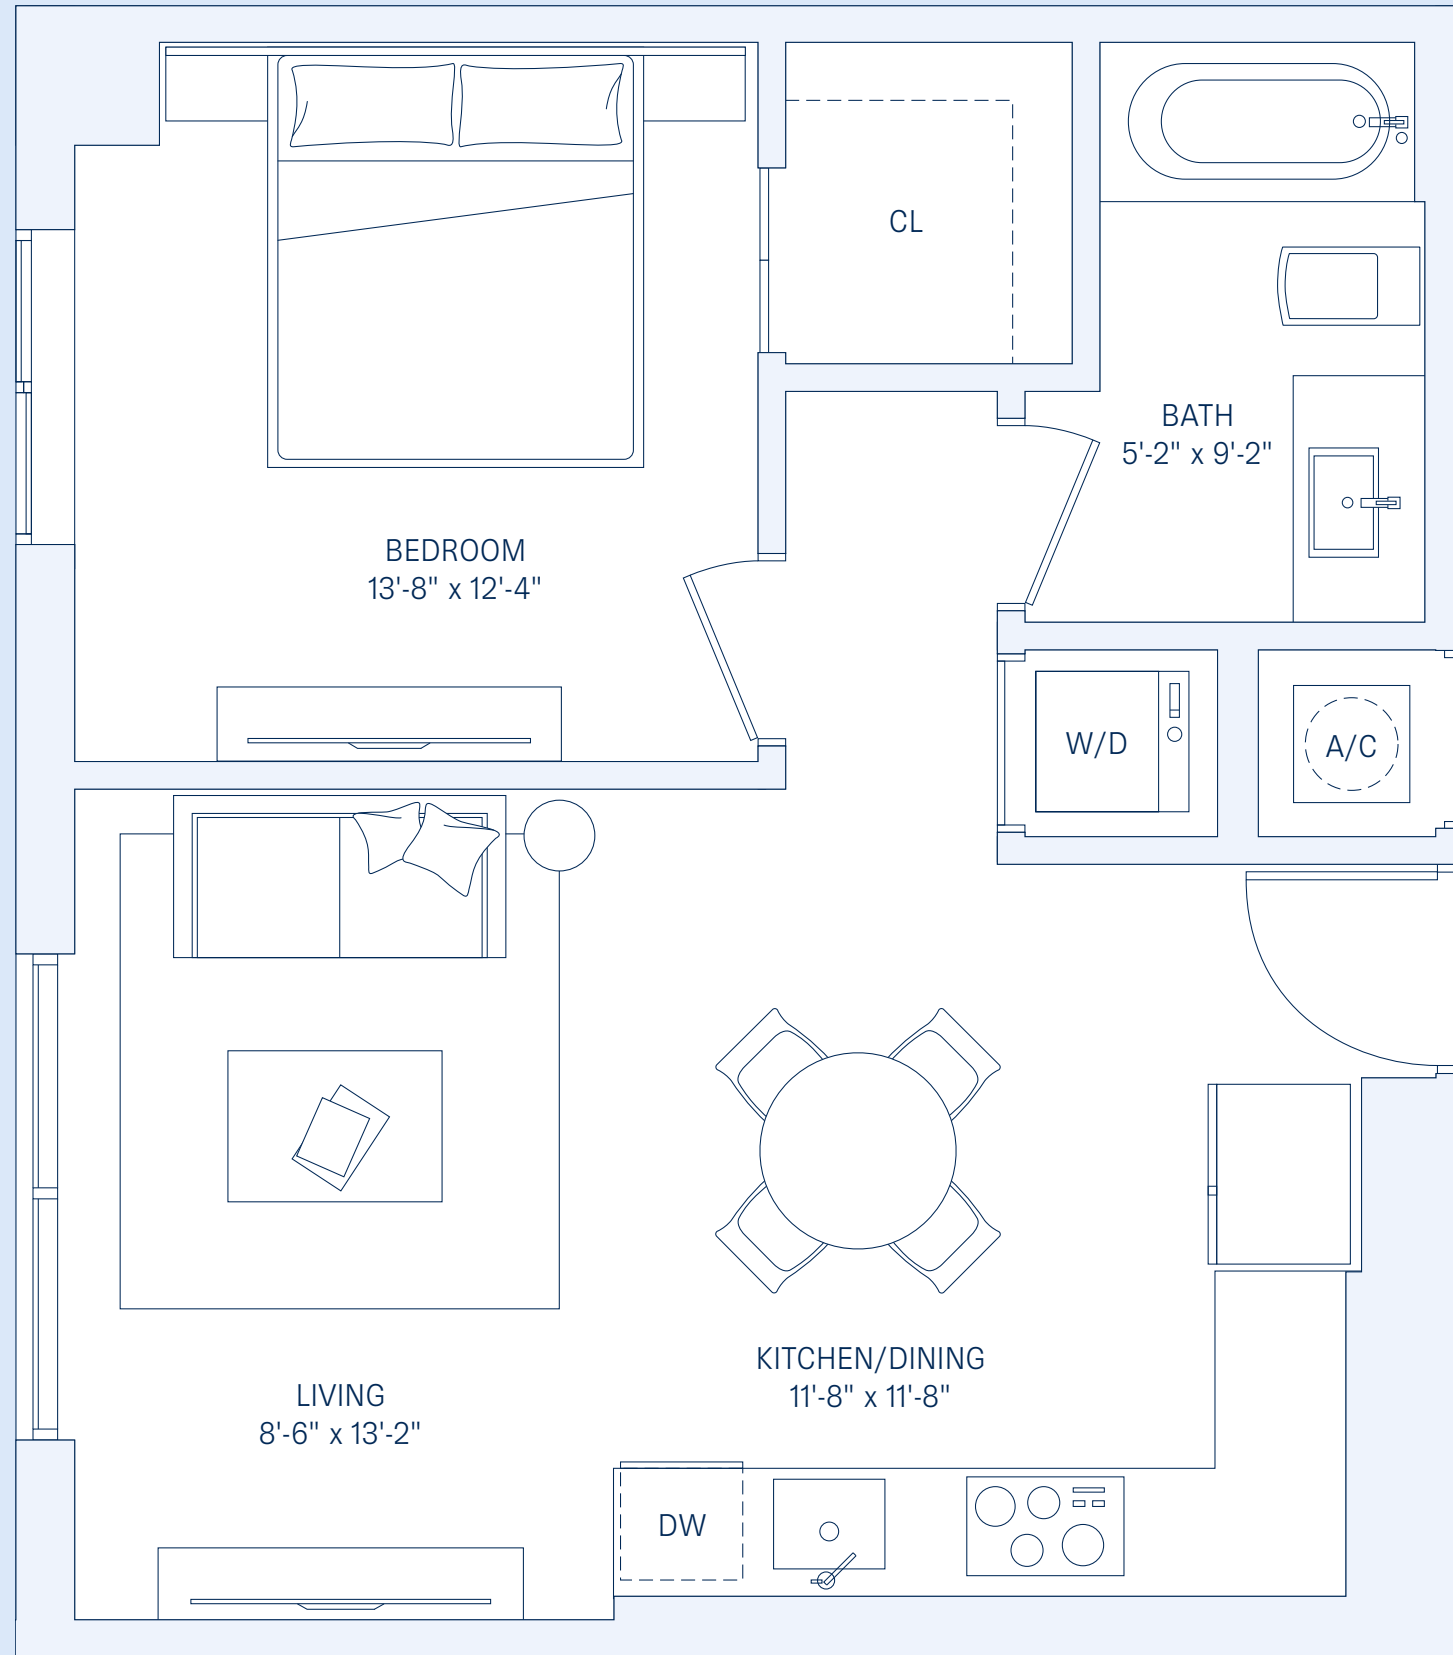 CL
BATH
5'-2" x 9'-2"
BEDROOM
13'-8" x 12'-4"
W/D
A/C
KITCHEN/DINING
11'-8" x 11'-8"
LIVING
8'-6" x 13'-2"
DW